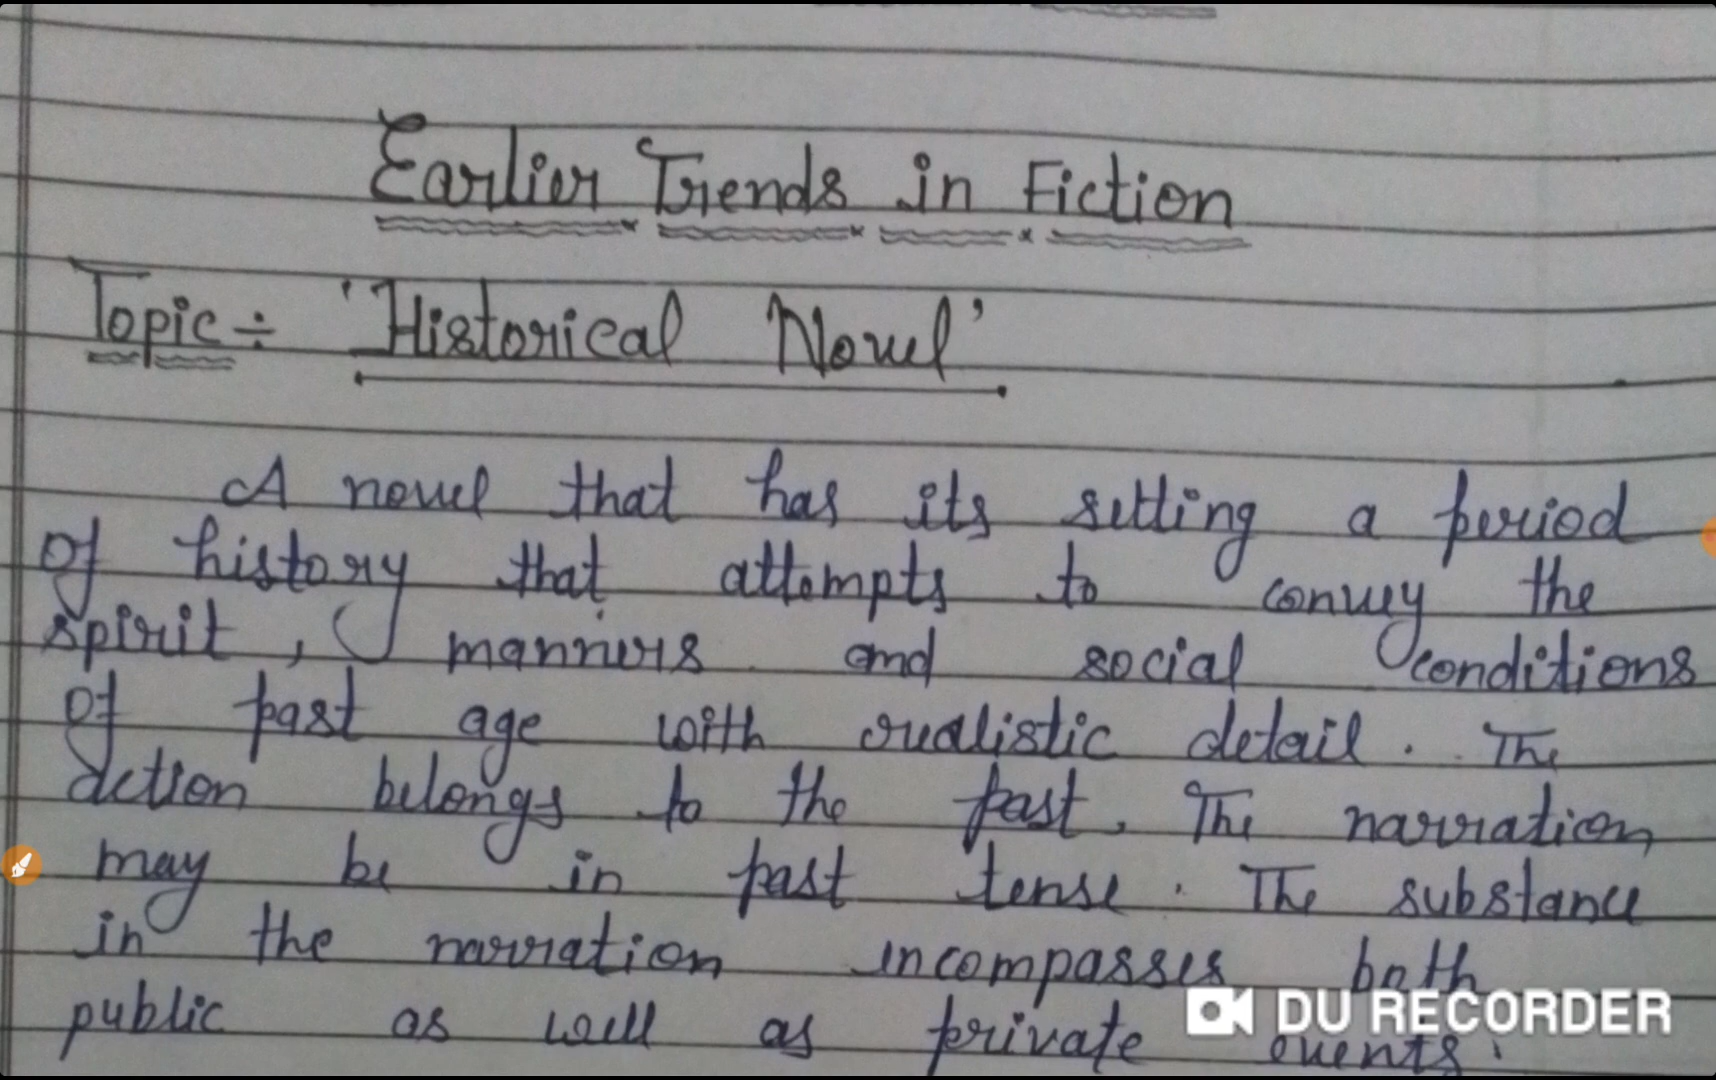 Earlier Trends in Fiction
Topic ÷ 'Historical Novel'
A novel that has its setting a period
of history that attempts to convey the
spirit, manners and social conditions
of past age with realistic detail. The
action belongs to the past. The narration
may be in past tense. The substance
in the narration incompasses both
public as well as private events.
DU RECORDER